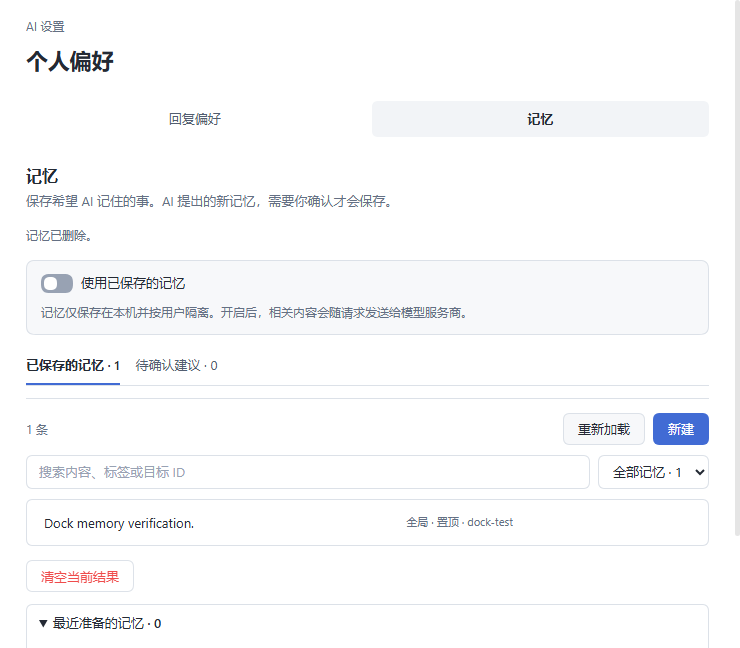 AI 设置
个人偏好
回复偏好
记忆
记忆
保存希望 AI 记住的事。AI 提出的新记忆，需要你确认才会保存。
记忆已删除。
使用已保存的记忆
记忆仅保存在本机并按用户隔离。开启后，相关内容会随请求发送给模型服务商。
已保存的记忆 · 1 待确认建议 · 0
1 条
重新加载
新建
搜索内容、标签或目标 ID
全部记忆 · 1
Dock memory verification.
全局 · 置顶 · dock-test
清空当前结果
▼ 最近准备的记忆 · 0